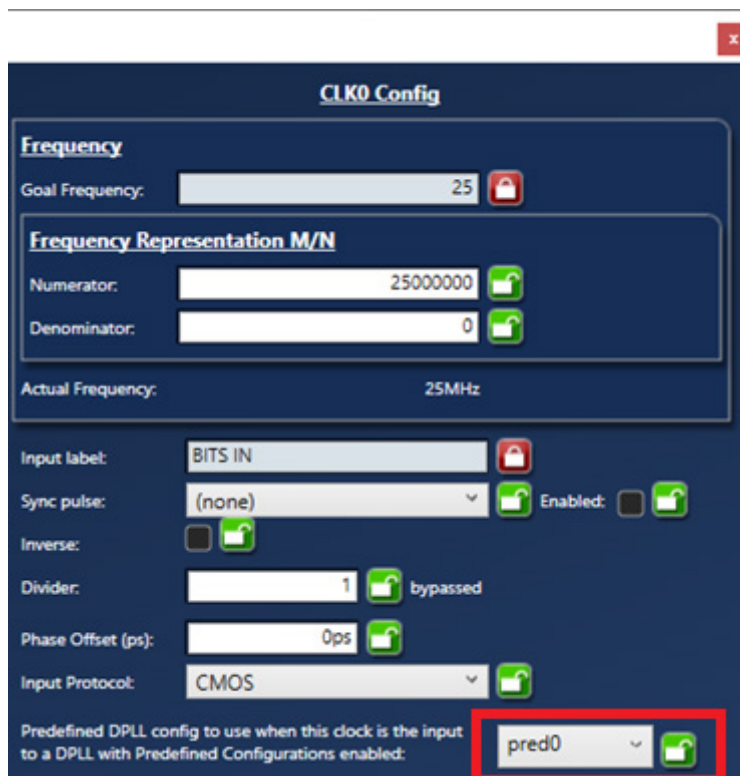 x
CLK0 Config
Frequency
Goal Frequency: 25
Frequency Representation M/N
Numerator: 25000000
Denominator: 0
Actual Frequency: 25MHz
Input label: BITS IN
Sync pulse: (none) Enabled:
Inverse:
Divider: 1 bypassed
Phase Offset (ps): 0ps
Input Protocol: CMOS
Predefined DPLL config to use when this clock is the input
to a DPLL with Predefined Configurations enabled: pred0